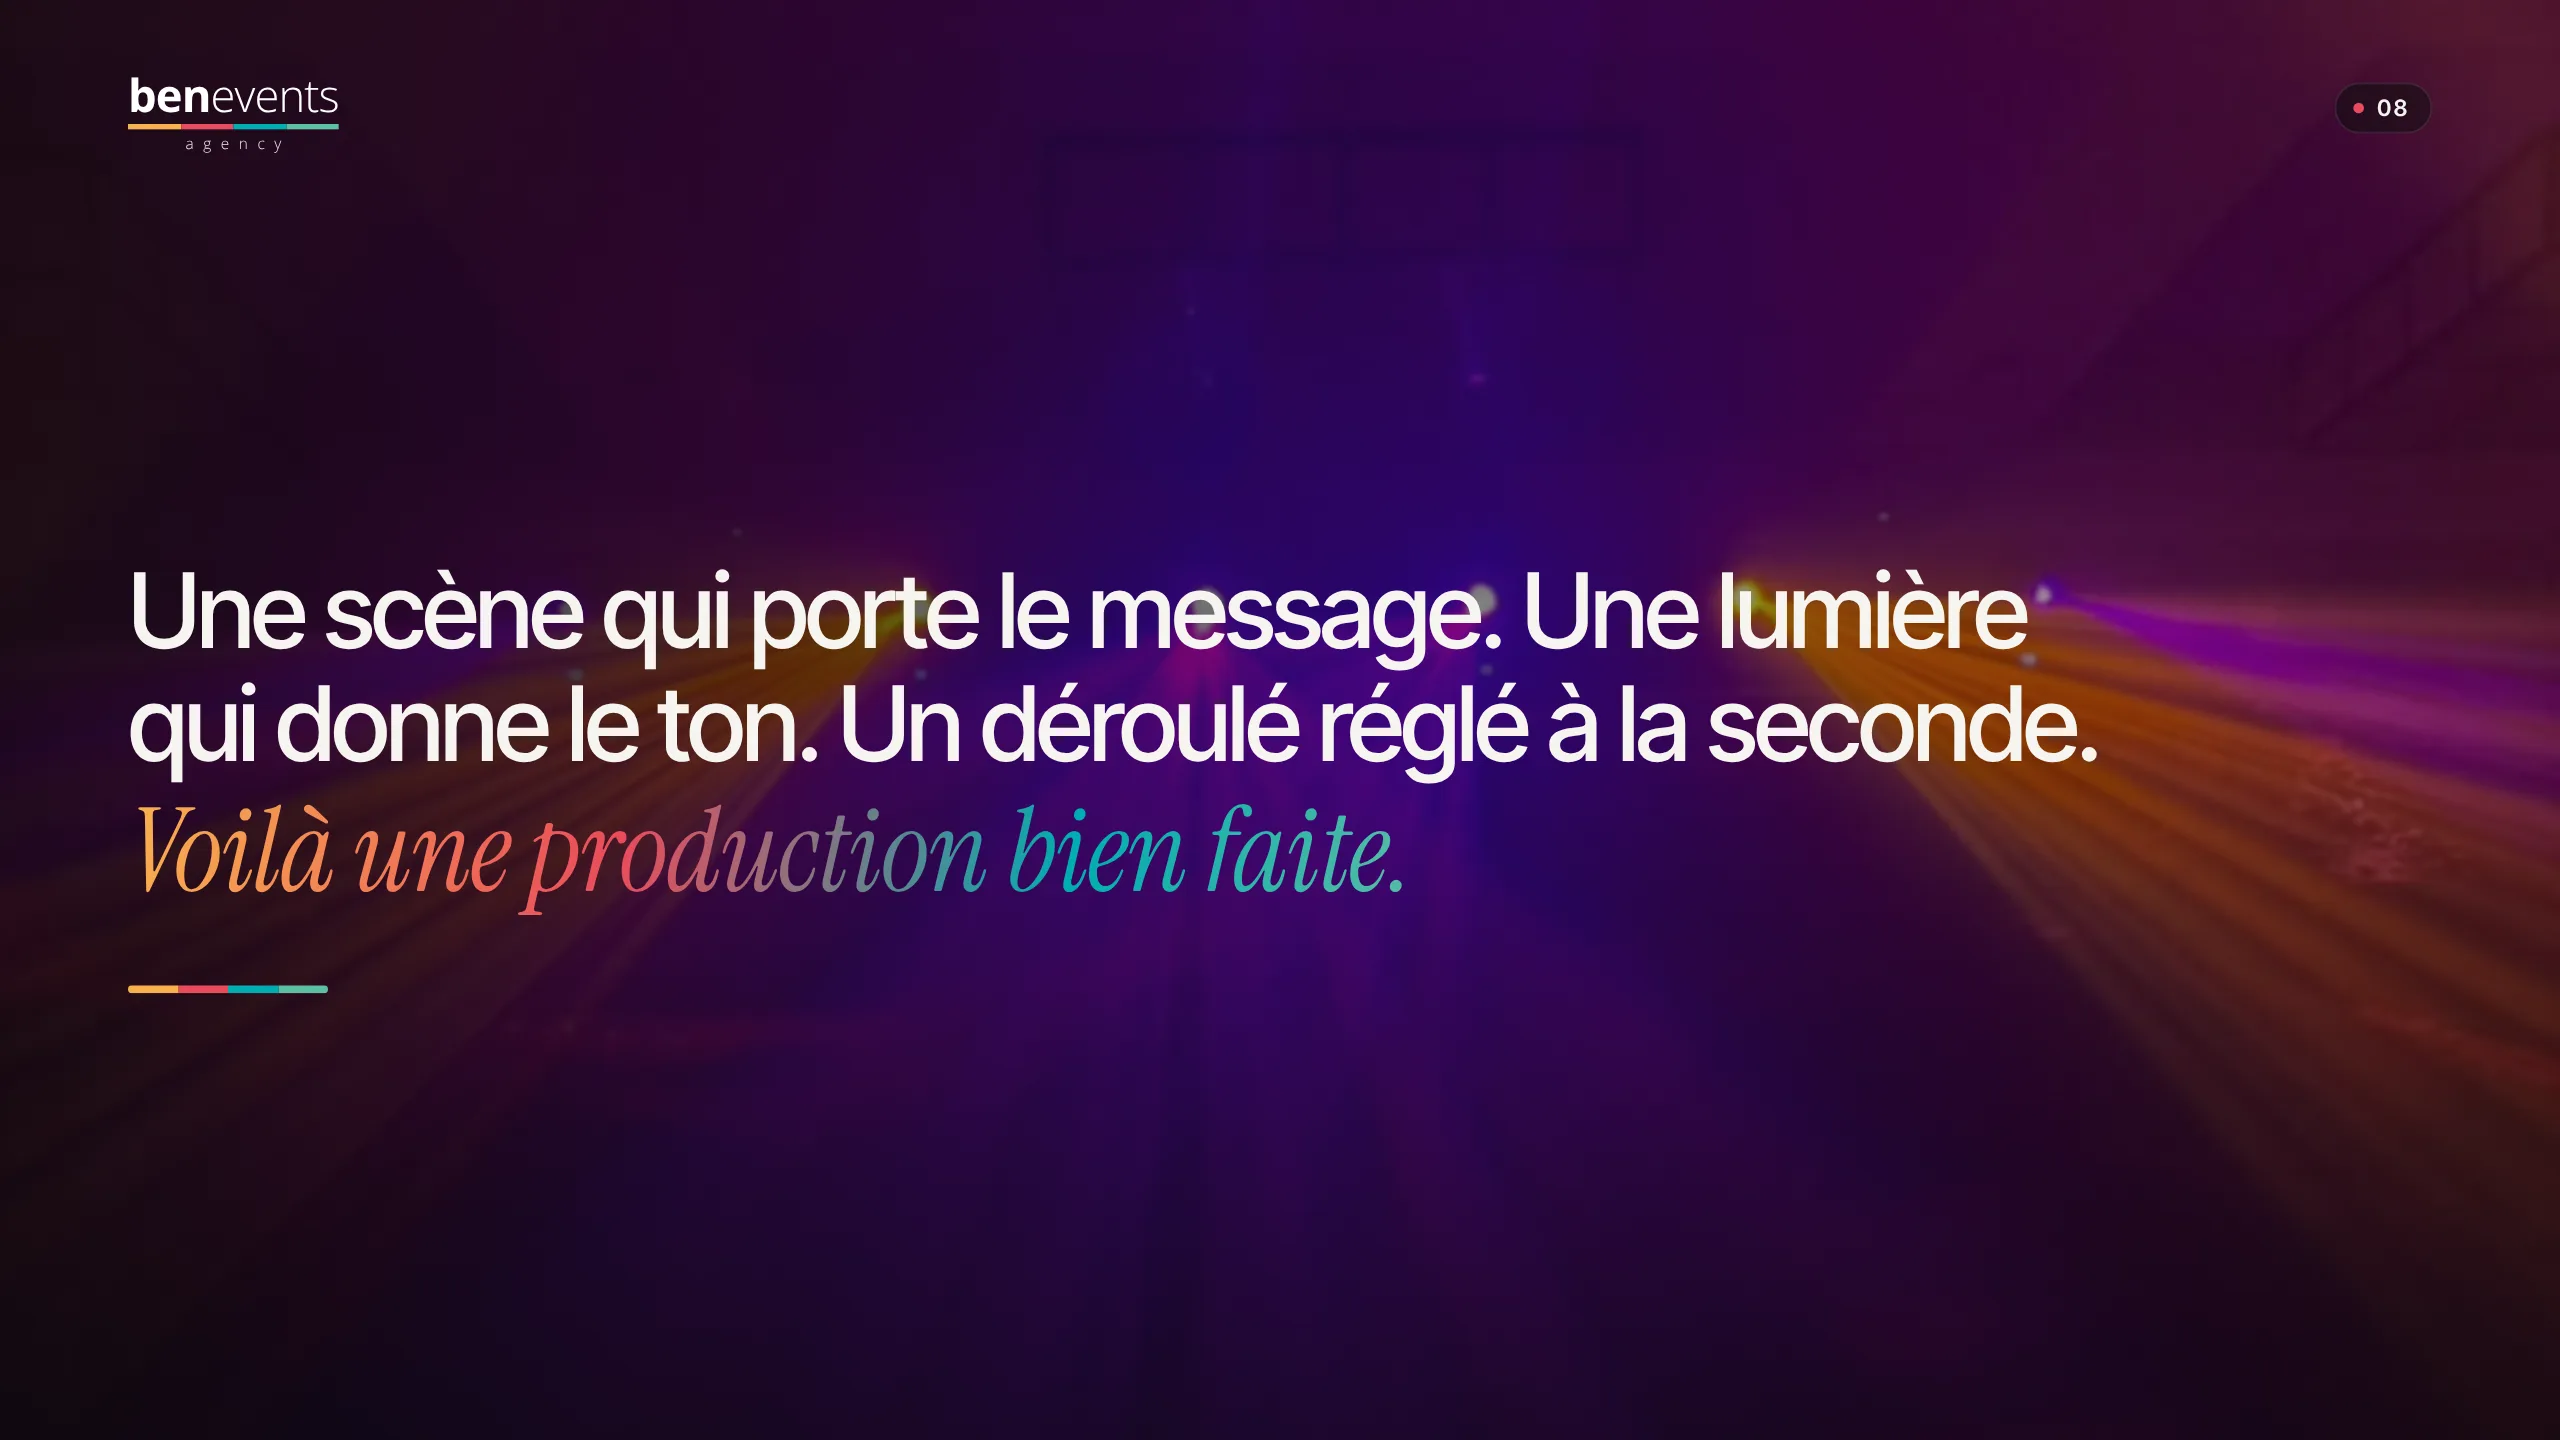 benevents
agency
08
Une scène qui porte le message. Une lumière
qui donne le ton. Un déroulé réglé à la seconde.
Voilà une production bien faite.